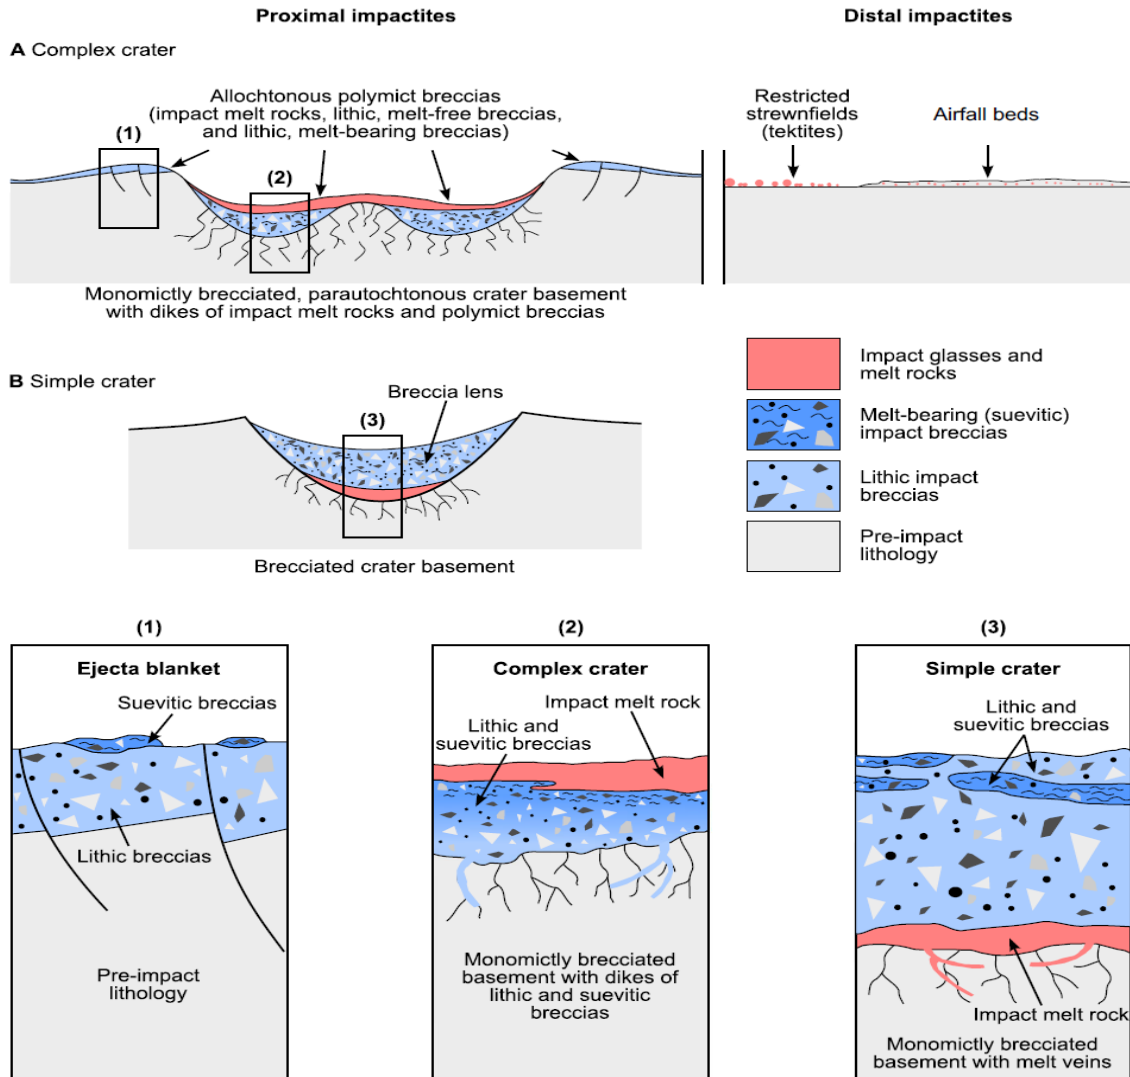 Proximal impactites
Distal impactites
A Complex crater
Allochtonous polymict breccias
(impact melt rocks, lithic, melt-free breccias,
and lithic, melt-bearing breccias)
(1)
(2)
Restricted
strewnfields
(tektites)
Airfall beds
Monomictly brecciated, parautochtonous crater basement
with dikes of impact melt rocks and polymict breccias
B Simple crater
Breccia lens
(3)
Brecciated crater basement
Impact glasses and
melt rocks
Melt-bearing (suevitic)
impact breccias
Lithic impact
breccias
Pre-impact
lithology
(1)
Ejecta blanket
Suevitic breccias
Lithic breccias
Pre-impact
lithology
(2)
Complex crater
Impact melt rock
Lithic and
suevitic breccias
Monomictly brecciated
basement with dikes of
lithic and suevitic
breccias
(3)
Simple crater
Lithic and
suevitic breccias
Impact melt rock
Monomictly brecciated
basement with melt veins